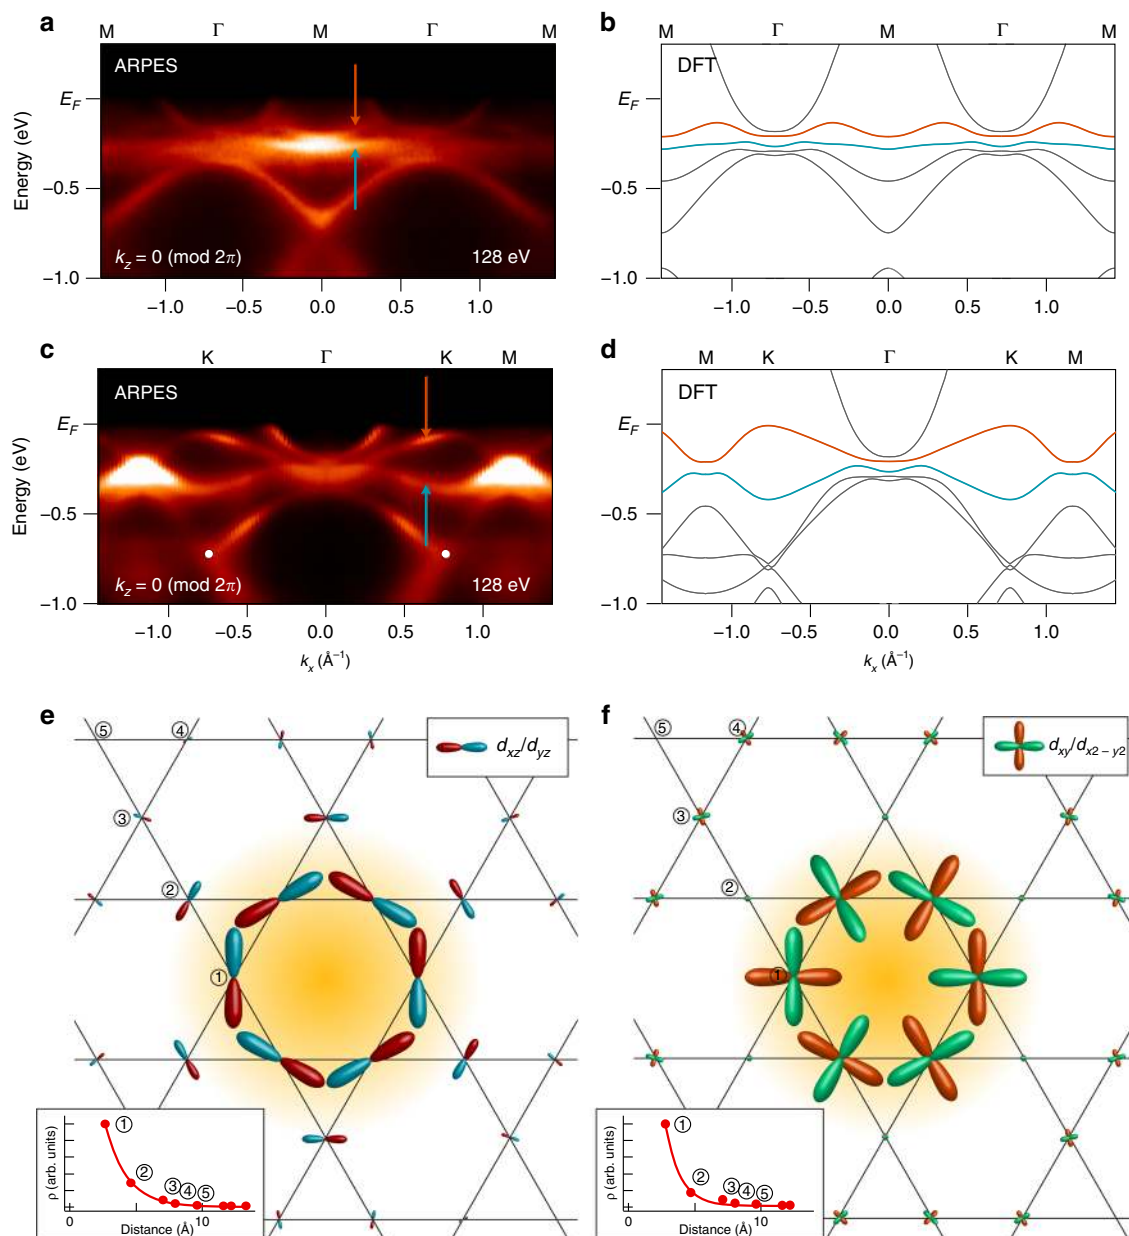 a
M Γ M Γ M
ARPES
E_F
−0.5
−1.0
Energy (eV)
k_z = 0 (mod 2π)
128 eV
−1.0 −0.5 0.0 0.5 1.0
b
M Γ M Γ M
DFT
E_F
−0.5
−1.0
−1.0 −0.5 0.0 0.5 1.0
c
K Γ K M
ARPES
E_F
−0.5
−1.0
Energy (eV)
k_z = 0 (mod 2π)
128 eV
−1.0 −0.5 0.0 0.5 1.0
k_x (Å⁻¹)
d
M K Γ K M
DFT
E_F
−0.5
−1.0
−1.0 −0.5 0.0 0.5 1.0
k_x (Å⁻¹)
e
⑤ ④
d_xz/d_yz
③
②
①
ρ (arb. units)
①
②
③④⑤
0 10
Distance (Å)
f
⑤ ④
d_xy/d_x2−y2
③
②
①
ρ (arb. units)
①
②
③④⑤
0 10
Distance (Å)